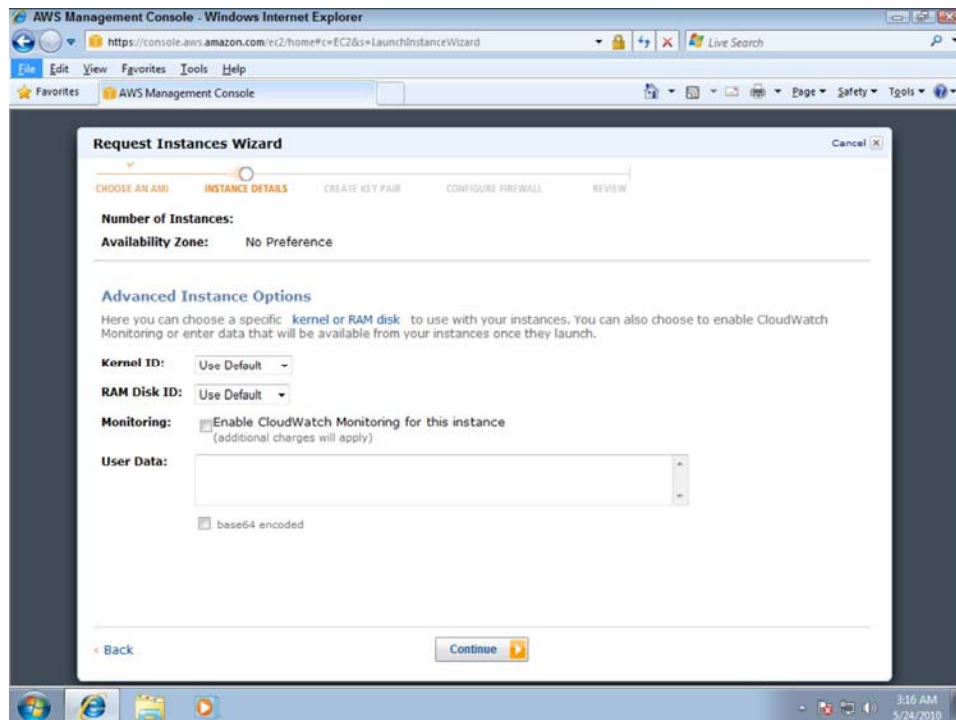 AWS Management Console - Windows Internet Explorer
https://console.aws.amazon.com/ec2/home#c=EC2&s=LaunchInstanceWizard
Live Search
File Edit View Favorites Tools Help
Favorites AWS Management Console Page Safety Tools
Request Instances Wizard Cancel
CHOOSE AN AMI INSTANCE DETAILS CREATE KEY PAIR CONFIGURE FIREWALL REVIEW
Number of Instances:
Availability Zone: No Preference
Advanced Instance Options
Here you can choose a specific kernel or RAM disk to use with your instances. You can also choose to enable CloudWatch
Monitoring or enter data that will be available from your instances once they launch.
Kernel ID: Use Default
RAM Disk ID: Use Default
Monitoring: Enable CloudWatch Monitoring for this instance
(additional charges will apply)
User Data:
base64 encoded
< Back Continue
3:16 AM
5/24/2010